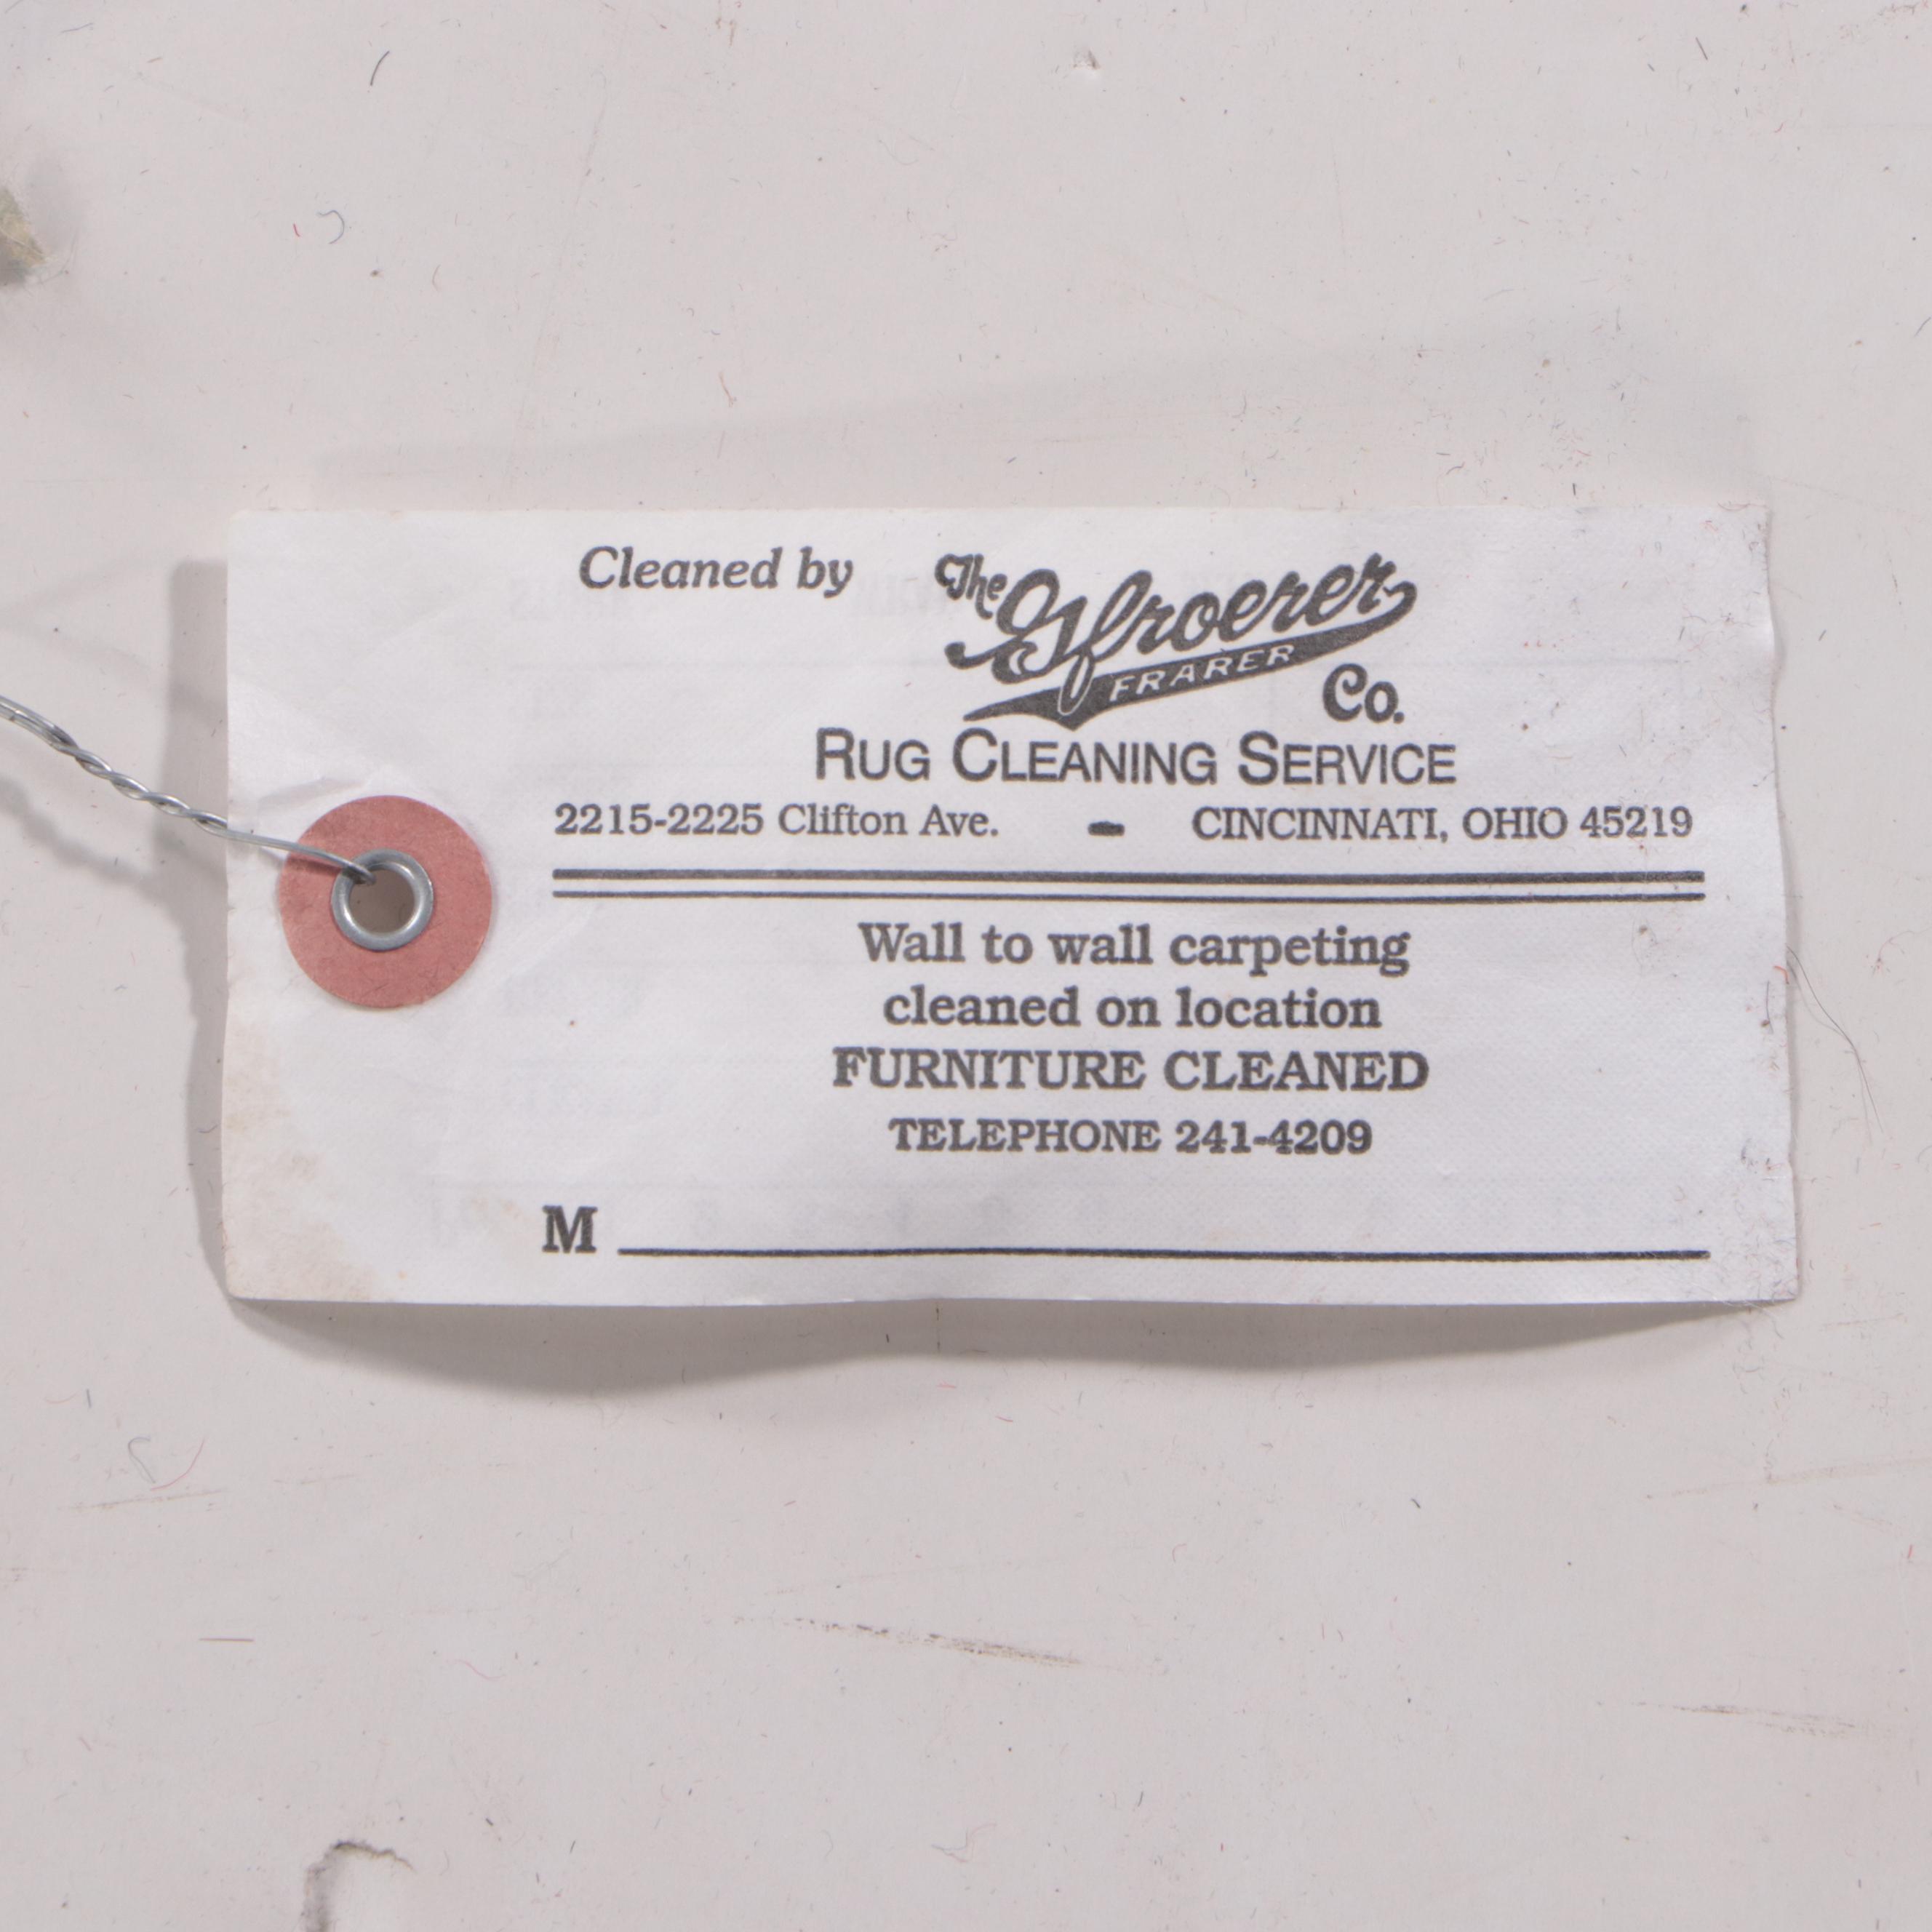 Cleaned by The Gfroerer
FRARER
Co.
RUG CLEANING SERVICE
2215-2225 Clifton Ave. - CINCINNATI, OHIO 45219
Wall to wall carpeting
cleaned on location
FURNITURE CLEANED
TELEPHONE 241-4209
M